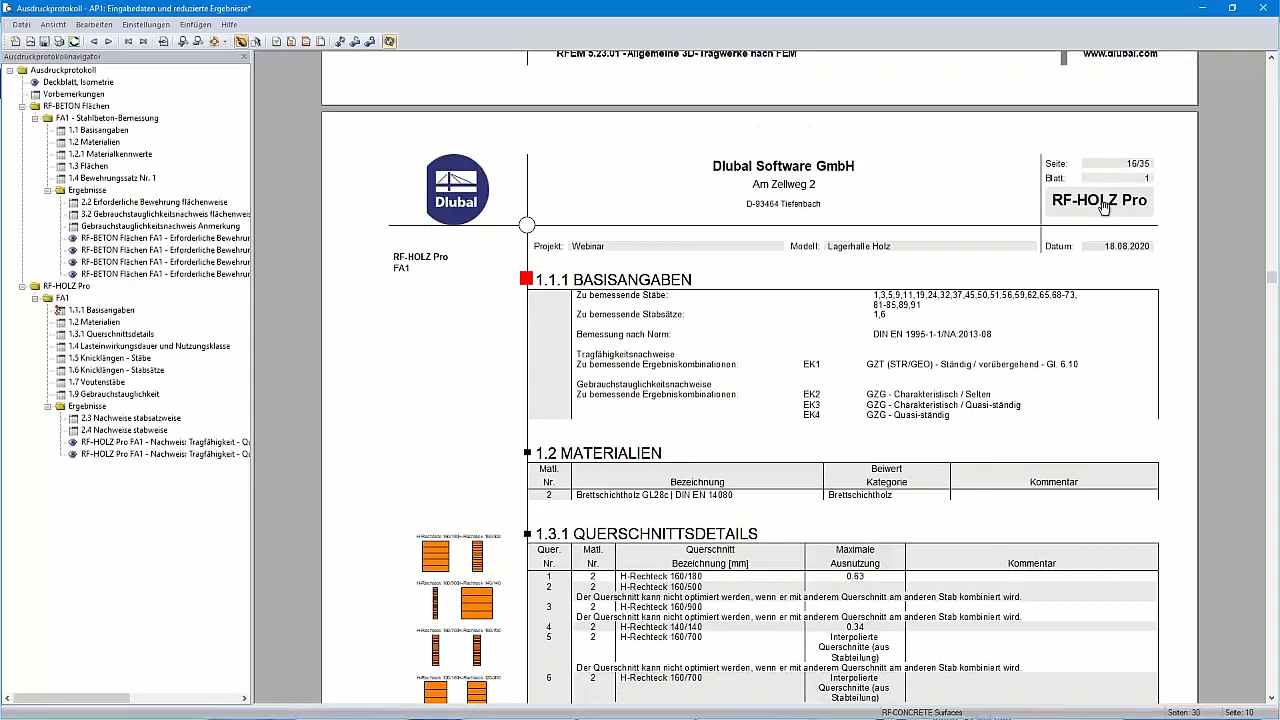 Ausdruckprotokoll - AP1: Eingabedaten und reduzierte Ergebnisse*
Datei Ansicht Bearbeiten Einstellungen Einfügen Hilfe
Ausdruckprotokollnavigator
Ausdruckprotokoll
Deckblatt, Isometrie
Vorbemerkungen
RF-BETON Flächen
FA1 - Stahlbeton-Bemessung
1.1 Basisangaben
1.2 Materialien
1.2.1 Materialkennwerte
1.3 Flächen
1.4 Bewehrungssatz Nr. 1
Ergebnisse
2.2 Erforderliche Bewehrung flächenweise
3.2 Gebrauchstauglichkeitsnachweis flächenweis
Gebrauchstauglichkeitsnachweis Anmerkung
RF-BETON Flächen FA1 - Erforderliche Bewehrur
RF-BETON Flächen FA1 - Erforderliche Bewehrur
RF-BETON Flächen FA1 - Erforderliche Bewehrur
RF-BETON Flächen FA1 - Erforderliche Bewehrur
RF-HOLZ Pro
FA1
1.1.1 Basisangaben
1.2 Materialien
1.3.1 Querschnittsdetails
1.4 Lasteinwirkungsdauer und Nutzungsklasse
1.5 Knicklängen - Stäbe
1.6 Knicklängen - Stabsätze
1.7 Voutenstäbe
1.9 Gebrauchstauglichkeit
Ergebnisse
2.3 Nachweise stabsatzweise
2.4 Nachweise stabweise
RF-HOLZ Pro FA1 - Nachweis: Tragfähigkeit - Qu
RF-HOLZ Pro FA1 - Nachweis: Tragfähigkeit - Qu
RFEM 5.23.01 - Allgemeine 3D-Tragwerke nach FEM www.dlubal.com
Dlubal
Dlubal Software GmbH
Am Zellweg 2
D-93464 Tiefenbach
Seite: 16/35
Blatt: 1
RF-HOLZ Pro
Projekt: Webinar Modell: Lagerhalle Holz Datum: 18.08.2020
RF-HOLZ Pro
FA1
1.1.1 BASISANGABEN
Zu bemessende Stäbe: 1,3,5,9,11,19,24,32,37,45,50,51,56,59,62,65,68-73,
81-85,89,91
Zu bemessende Stabsätze: 1,6
Bemessung nach Norm: DIN EN 1995-1-1/NA:2013-08
Tragfähigkeitsnachweise
Zu bemessende Ergebniskombinationen: EK1 GZT (STR/GEO) - Ständig / vorübergehend - Gl. 6.10
Gebrauchstauglichkeitsnachweise
Zu bemessende Ergebniskombinationen: EK2 GZG - Charakteristisch / Selten
EK3 GZG - Charakteristisch / Quasi-ständig
EK4 GZG - Quasi-ständig
1.2 MATERIALIEN
Matl. Beiwert
Nr. Bezeichnung Kategorie Kommentar
2 Brettschichtholz GL28c | DIN EN 14080 Brettschichtholz
1.3.1 QUERSCHNITTSDETAILS
Quer. Matl. Querschnitt Maximale
Nr. Nr. Bezeichnung [mm] Ausnutzung Kommentar
1 2 H-Rechteck 160/180 0.63
2 2 H-Rechteck 160/500
Der Querschnitt kann nicht optimiert werden, wenn er mit anderem Querschnitt am anderen Stab kombiniert wird.
3 2 H-Rechteck 160/900
Der Querschnitt kann nicht optimiert werden, wenn er mit anderem Querschnitt am anderen Stab kombiniert wird.
4 2 H-Rechteck 140/140 0.34
5 2 H-Rechteck 160/700 Interpolierte
Querschnitte (aus
Stabteilung)
Der Querschnitt kann nicht optimiert werden, wenn er mit anderem Querschnitt am anderen Stab kombiniert wird.
6 2 H-Rechteck 160/700 Interpolierte
Querschnitte (aus
Stabteilung)
RF-CONCRETE Surfaces Seiten: 30 Seite: 10